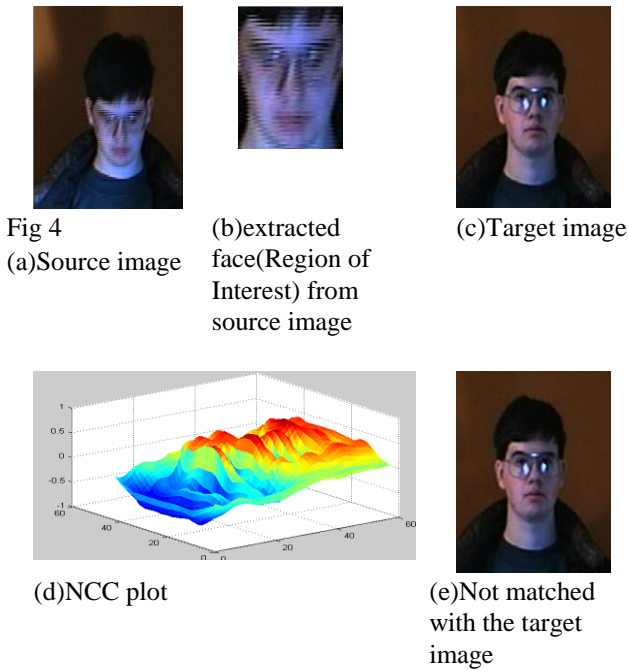 Fig 4
(a)Source image
(b)extracted
face(Region of
Interest) from
source image
(c)Target image
1
0.5
0
-0.5
-1
60
40
20
0
0
20
40
60
(d)NCC plot
(e)Not matched
with the target
image